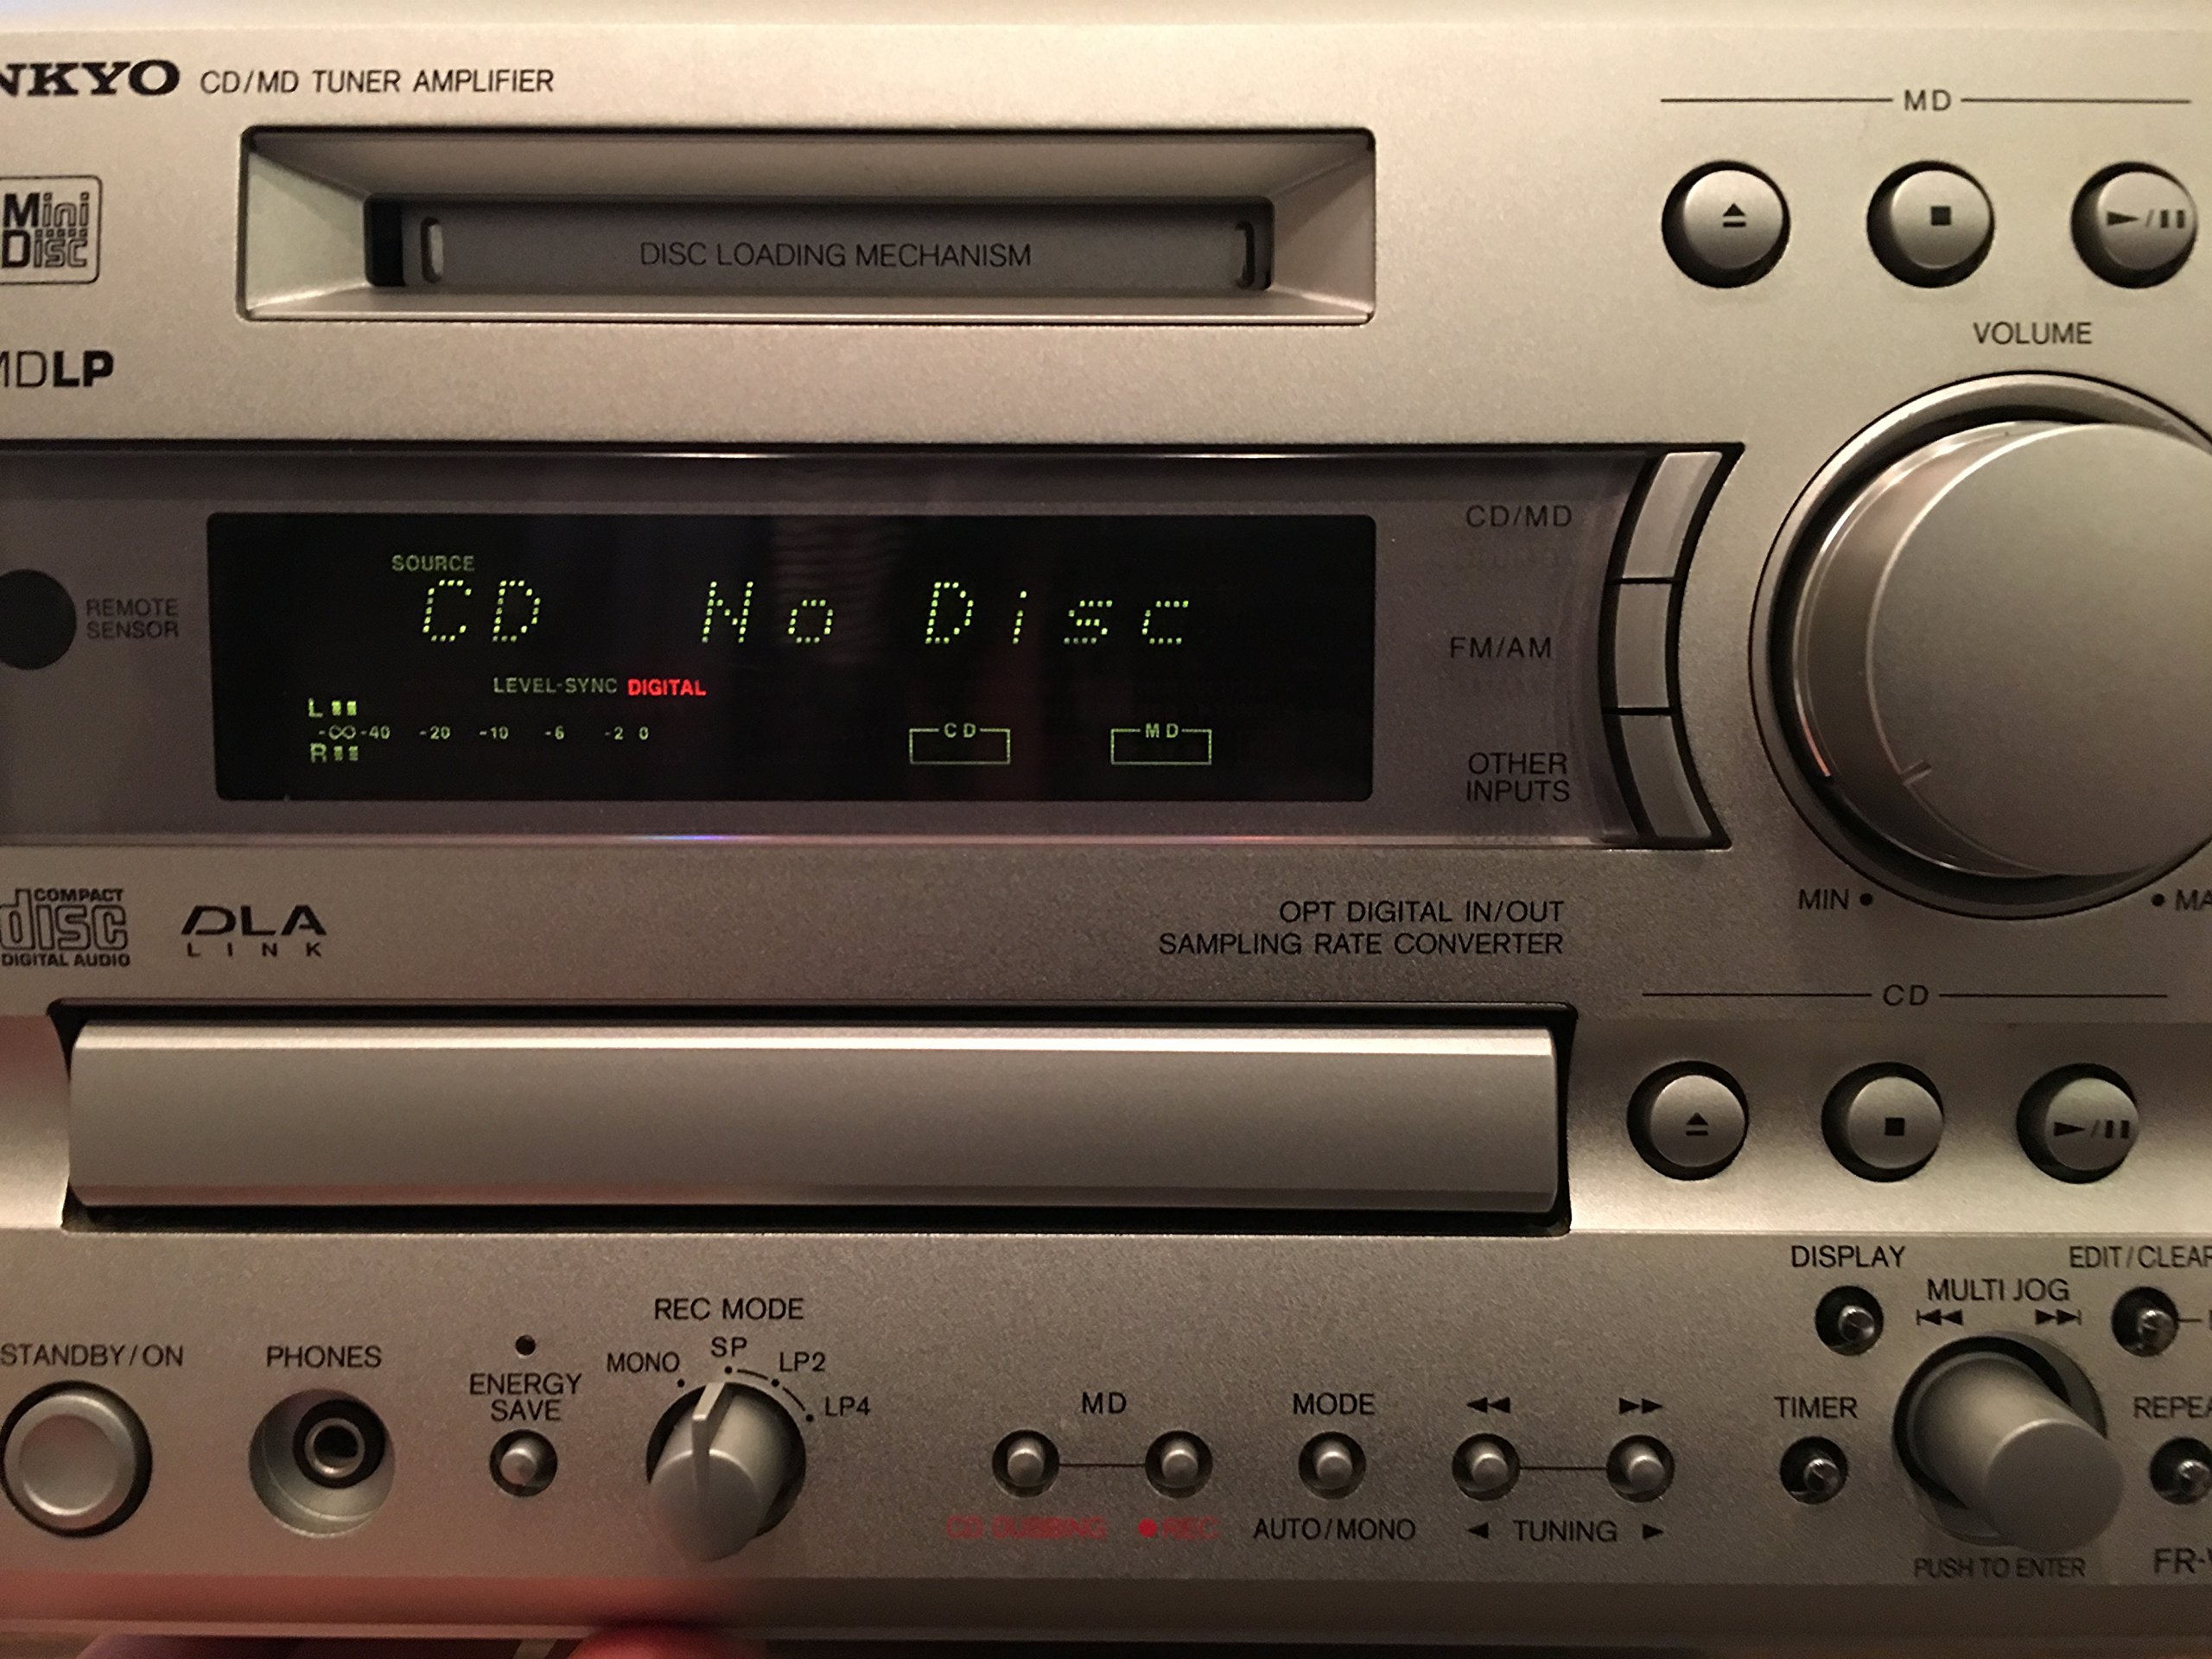 NKYO CD/MD TUNER AMPLIFIER
MD
Mini
Disc
DISC LOADING MECHANISM
VOLUME
MDLP
CD/MD
SOURCE
CD No Disc
REMOTE
SENSOR
FM/AM
LEVEL-SYNC DIGITAL
L
-∞ -40 -20 -10 -6 -2 0
R
CD MD
OTHER
INPUTS
MIN MA
COMPACT
disc
DIGITAL AUDIO
DLA
LINK
OPT DIGITAL IN/OUT
SAMPLING RATE CONVERTER
CD
DISPLAY
EDIT/CLEAR
MULTI JOG
REC MODE
STANDBY/ON
PHONES
ENERGY
SAVE
MONO SP LP2 LP4
MD
MODE
TIMER
REPEA
CD DUBBING
REC
AUTO/MONO
TUNING
PUSH TO ENTER
FR-